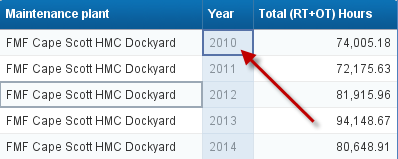 Maintenance plant Year Total (RT+OT) Hours
FMF Cape Scott HMC Dockyard 2010 74,005.18
FMF Cape Scott HMC Dockyard 2011 72,175.63
FMF Cape Scott HMC Dockyard 2012 81,915.96
FMF Cape Scott HMC Dockyard 2013 94,148.67
FMF Cape Scott HMC Dockyard 2014 80,648.91